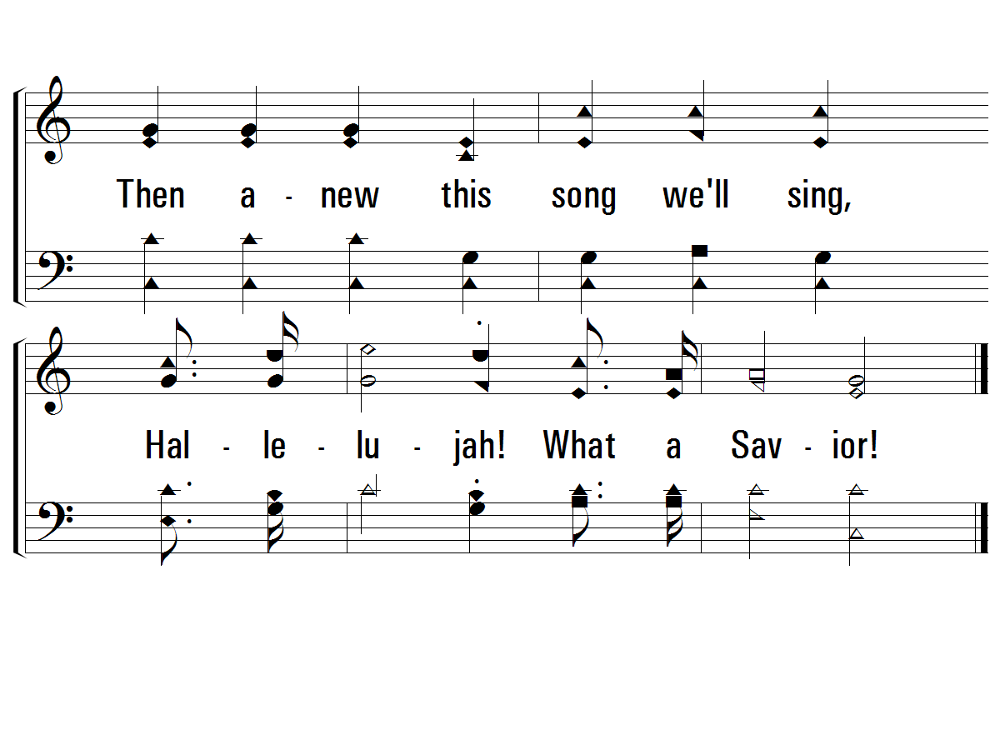 Then a - new this song we'll sing,
Hal - le - lu - jah! What a Sav - ior!